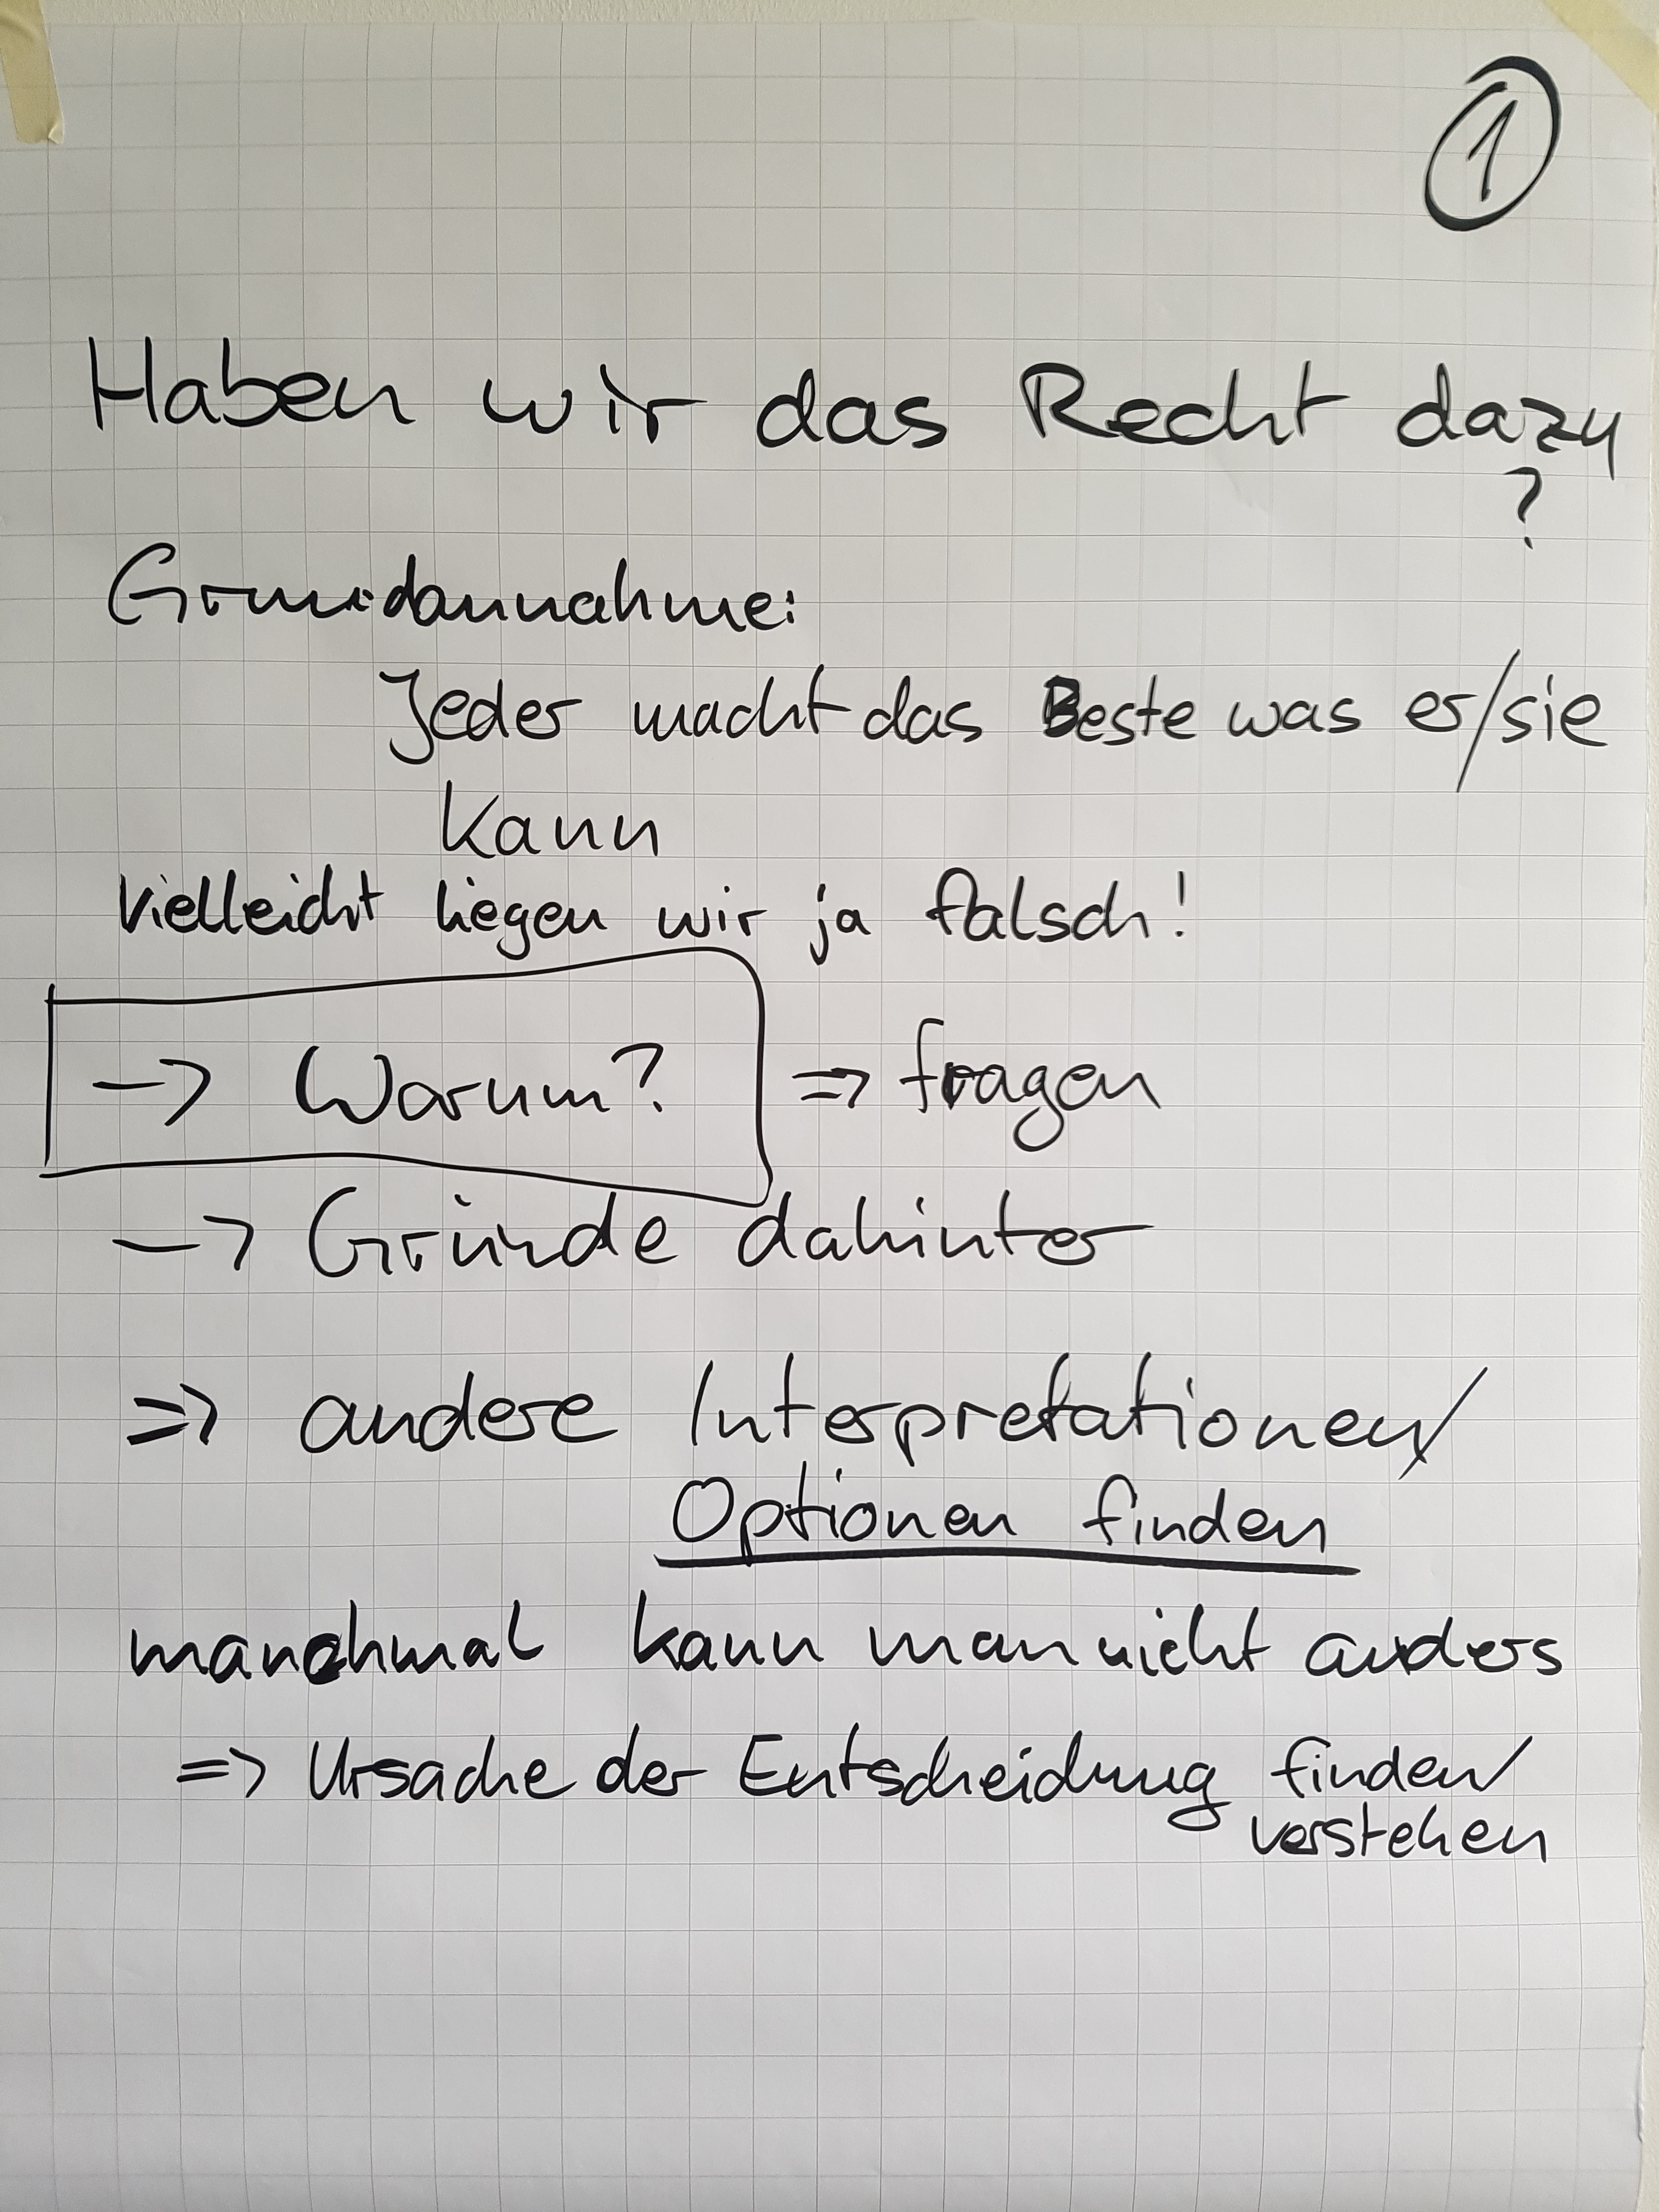 1
Haben wir das Recht dazu
?
Grundannahme:
Jeder macht das Beste was er/sie
kann
Vielleicht liegen wir ja falsch!
-> Warum? => fragen
-> Gründe dahinter
=> andere Interpretationen/
Optionen finden
manchmal kann man nicht anders
=> Ursache der Entscheidung finden/
verstehen